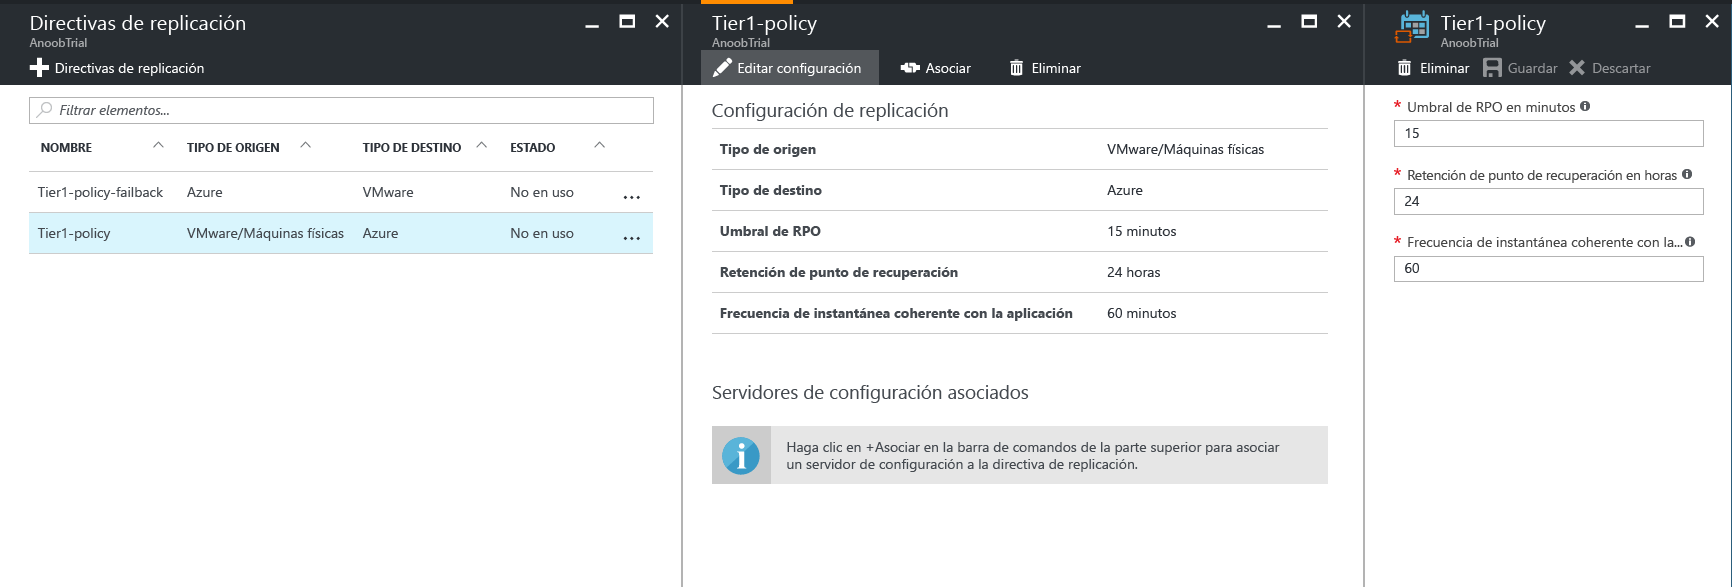 Directivas de replicación
AnoobTrial
Directivas de replicación
Filtrar elementos...
NOMBRE TIPO DE ORIGEN TIPO DE DESTINO ESTADO
Tier1-policy-failback Azure VMware No en uso ...
Tier1-policy VMware/Máquinas físicas Azure No en uso ...
Tier1-policy
AnoobTrial
Editar configuración Asociar Eliminar
Configuración de replicación
Tipo de origen VMware/Máquinas físicas
Tipo de destino Azure
Umbral de RPO 15 minutos
Retención de punto de recuperación 24 horas
Frecuencia de instantánea coherente con la aplicación 60 minutos
Servidores de configuración asociados
Haga clic en +Asociar en la barra de comandos de la parte superior para asociar
un servidor de configuración a la directiva de replicación.
Tier1-policy
AnoobTrial
Eliminar Guardar Descartar
* Umbral de RPO en minutos
15
* Retención de punto de recuperación en horas
24
* Frecuencia de instantánea coherente con la...
60